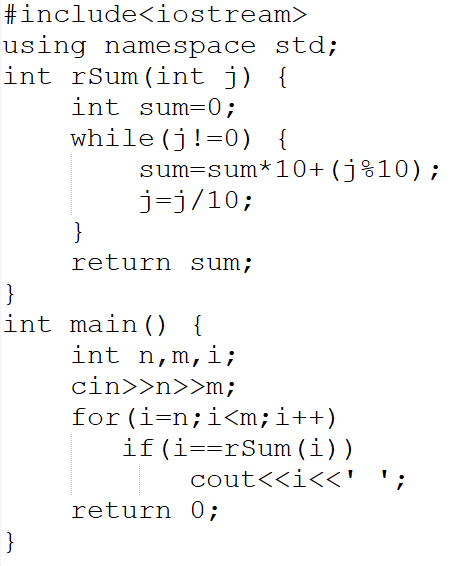 #include<iostream>
using namespace std;
int rSum(int j) {
    int sum=0;
    while(j!=0) {
        sum=sum*10+(j%10);
        j=j/10;
    }
    return sum;
}
int main() {
    int n,m,i;
    cin>>n>>m;
    for(i=n;i<m;i++)
       if(i==rSum(i))
           cout<<i<<' ';
    return 0;
}